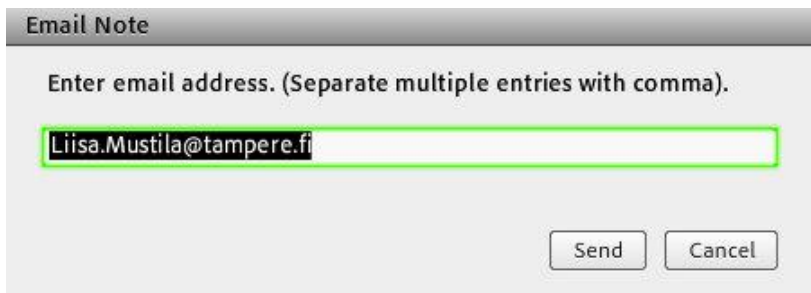 Email Note
Enter email address. (Separate multiple entries with comma).
Liisa.Mustila@tampere.fi
Send
Cancel